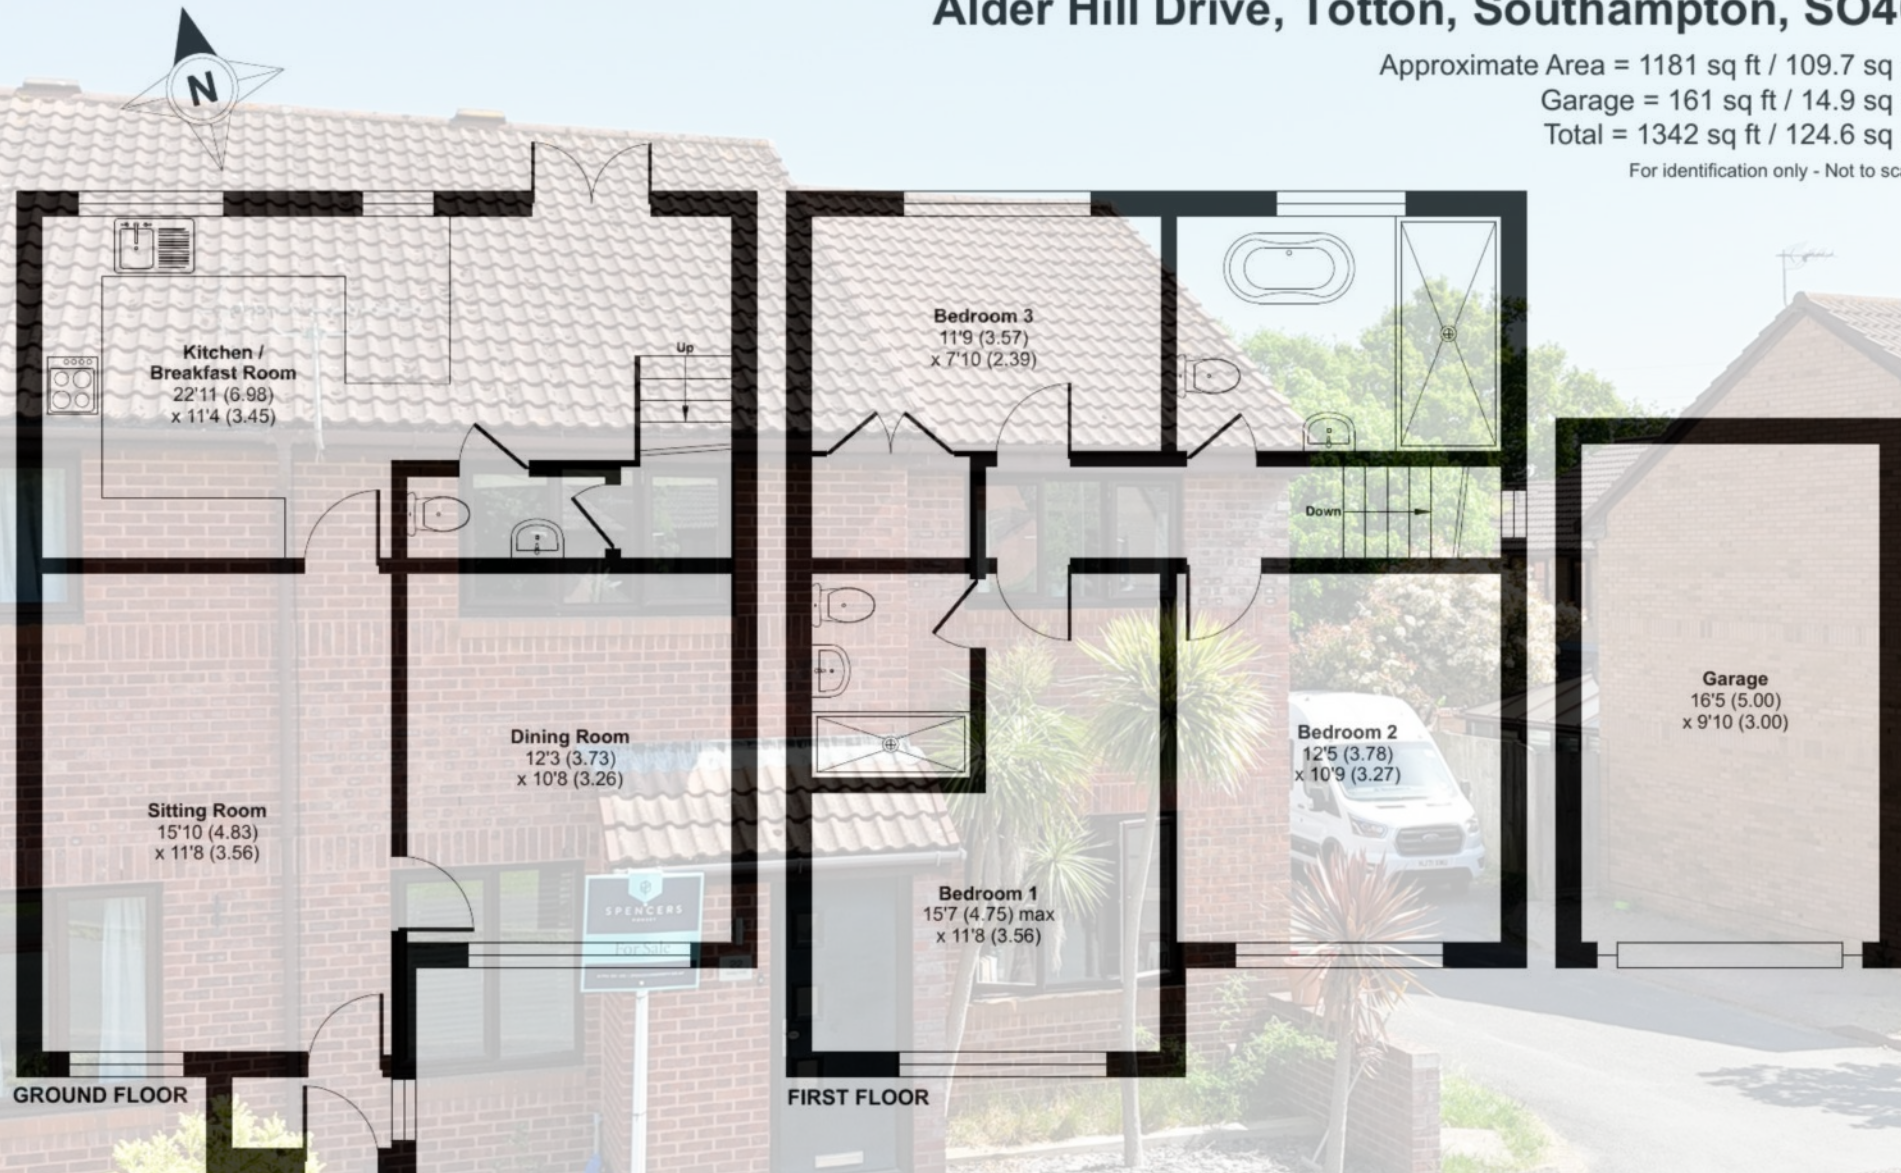 Alder Hill Drive, Totton, Southampton,
Approximate Area = 1181 sq ft / 109.7 sq
Garage = 161 sq ft / 14.9 sq
Total = 1342 sq ft / 124.6 sq
For identification only - Not to
N
Kitchen /
Breakfast Room
22'11 (6.98)
x 11'4 (3.45)
Up
Bedroom 3
11'9 (3.57)
x 7'10 (2.39)
Down
Dining Room
12'3 (3.73)
x 10'8 (3.26)
Sitting Room
15'10 (4.83)
x 11'8 (3.56)
Bedroom 1
15'7 (4.75) max
x 11'8 (3.56)
Bedroom 2
12'5 (3.78)
x 10'9 (3.27)
Garage
16'5 (5.00)
x 9'10 (3.00)
SPENCERS
For Sale
GROUND FLOOR
FIRST FLOOR